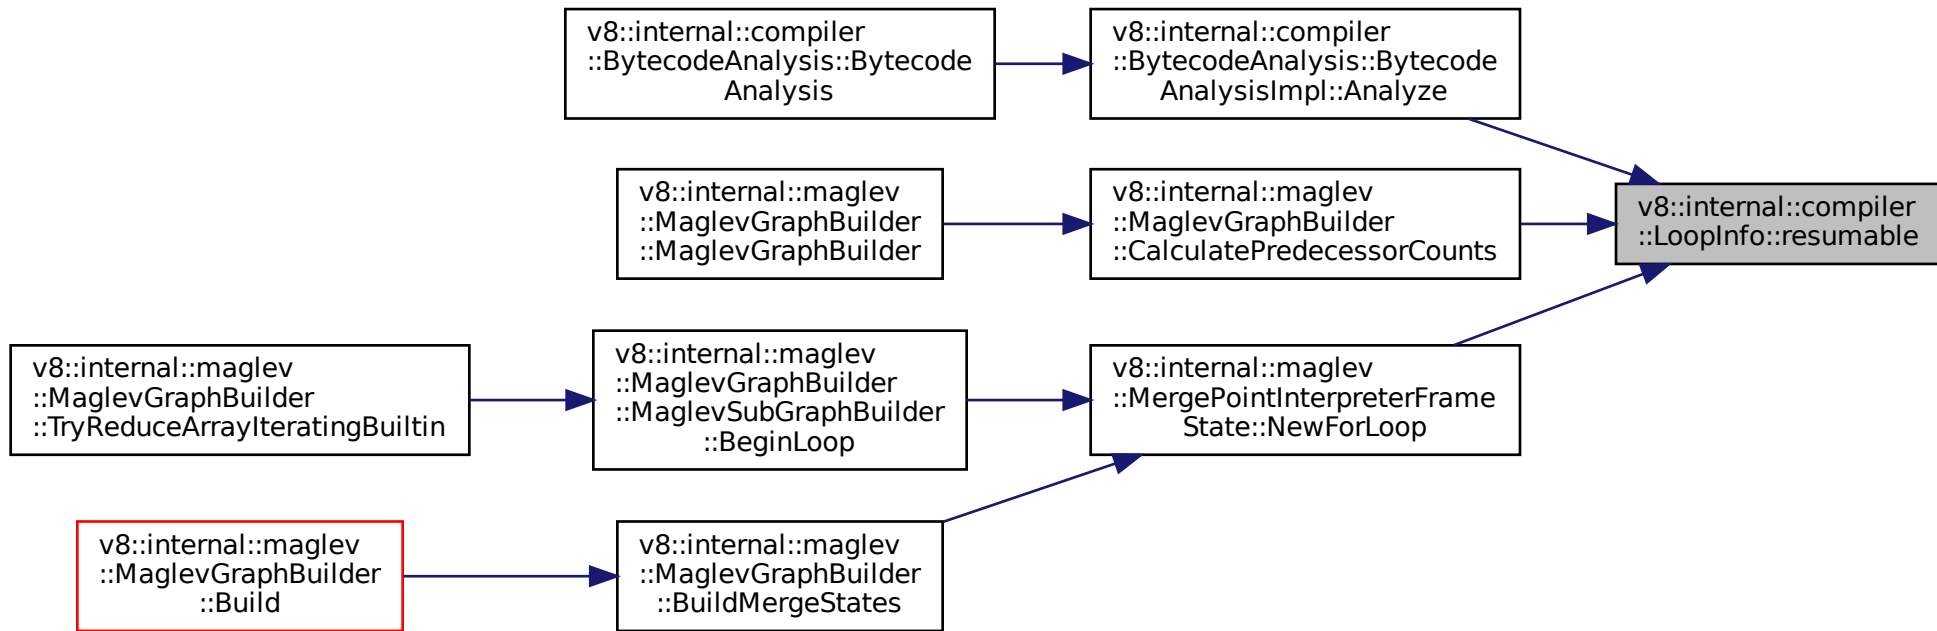 v8::internal::compiler
::BytecodeAnalysis::Bytecode
Analysis
v8::internal::compiler
::BytecodeAnalysis::Bytecode
AnalysisImpl::Analyze
v8::internal::maglev
::MaglevGraphBuilder
::MaglevGraphBuilder
v8::internal::maglev
::MaglevGraphBuilder
::CalculatePredecessorCounts
v8::internal::compiler
::LoopInfo::resumable
v8::internal::maglev
::MaglevGraphBuilder
::TryReduceArrayIteratingBuiltin
v8::internal::maglev
::MaglevGraphBuilder
::MaglevSubGraphBuilder
::BeginLoop
v8::internal::maglev
::MergePointInterpreterFrame
State::NewForLoop
v8::internal::maglev
::MaglevGraphBuilder
::Build
v8::internal::maglev
::MaglevGraphBuilder
::BuildMergeStates